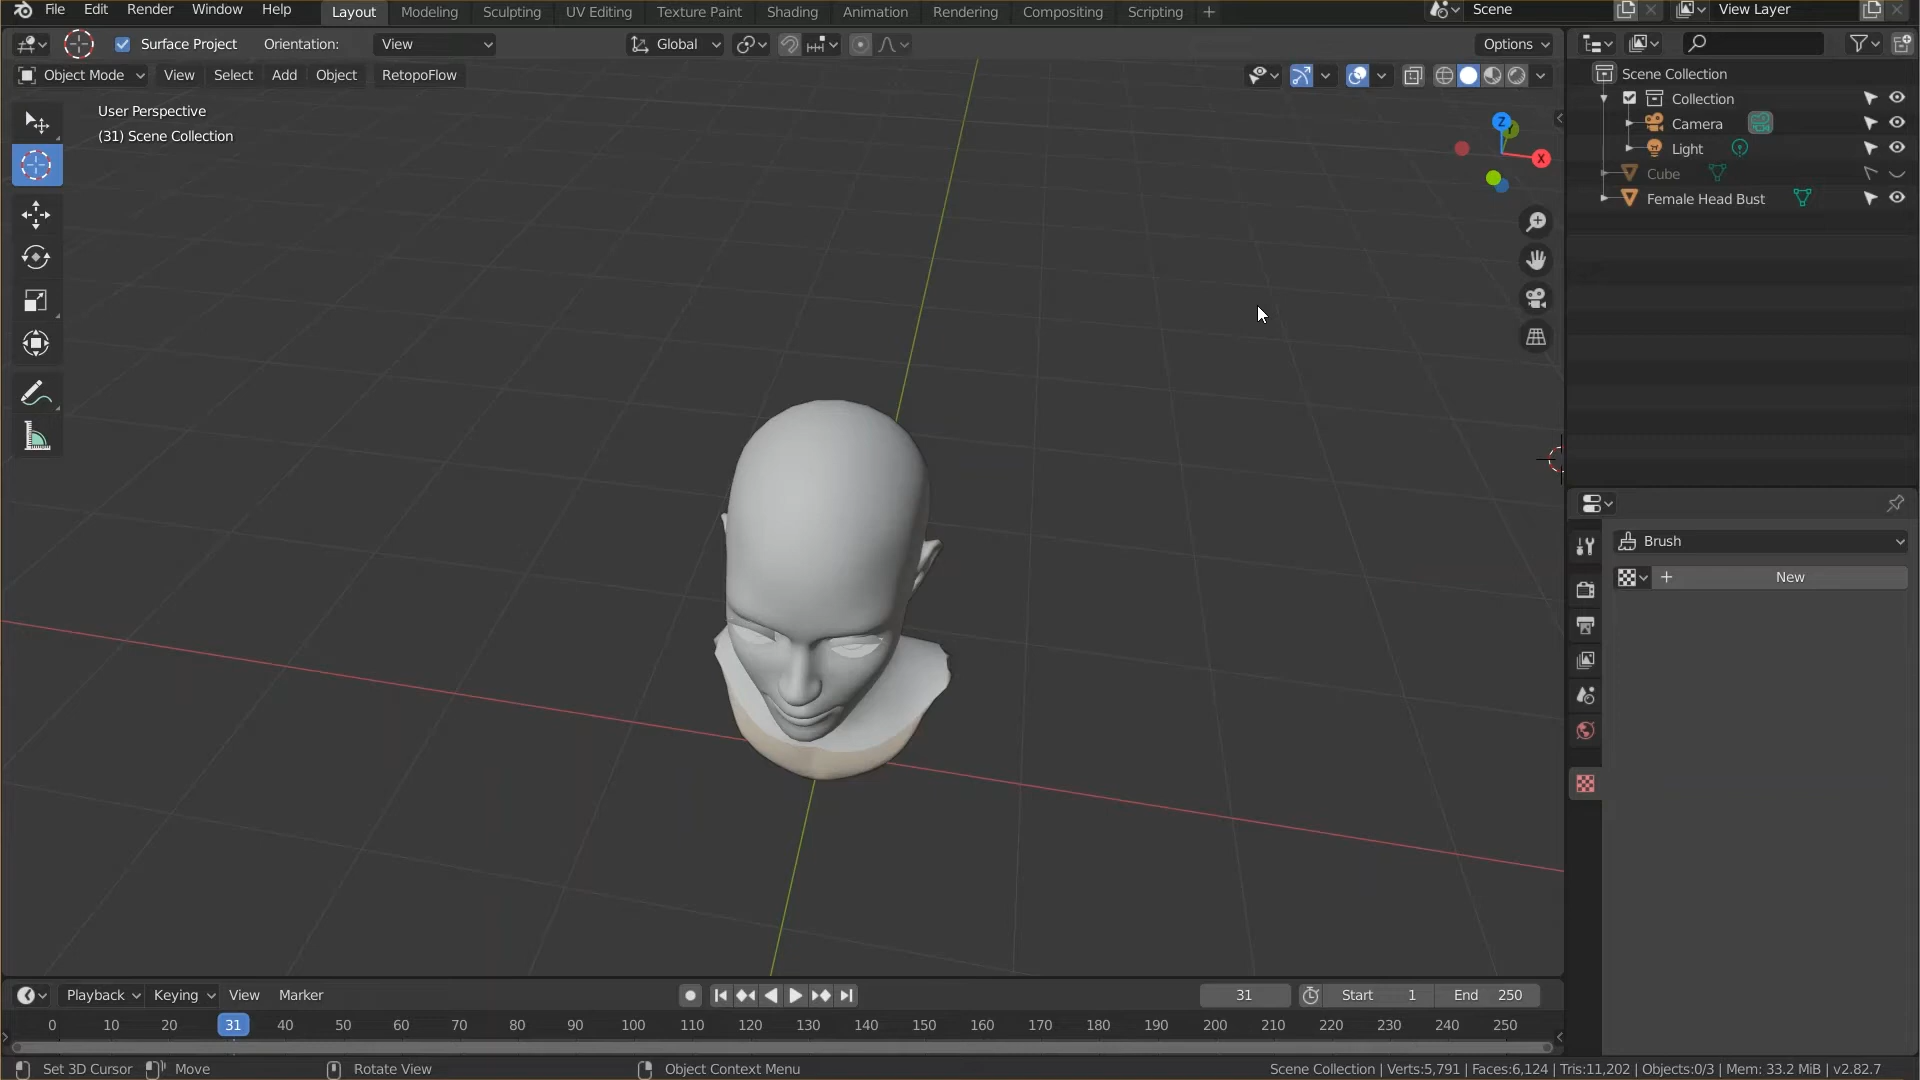 File Edit Render Window Help Layout Modeling Sculpting UV Editing Texture Paint Shading Animation Rendering Compositing Scripting + Scene View Layer
Surface Project Orientation: View Global Options
Object Mode View Select Add Object RetopoFlow
User Perspective
(31) Scene Collection
Z
Y
X
Scene Collection
Collection
Camera
Light
Cube
Female Head Bust
Brush
+ New
Playback Keying View Marker 31 Start 1 End 250
0 10 20 31 40 50 60 70 80 90 100 110 120 130 140 150 160 170 180 190 200 210 220 230 240 250
Set 3D Cursor Move Rotate View Object Context Menu Scene Collection | Verts:5,791 | Faces:6,124 | Tris:11,202 | Objects:0/3 | Mem: 33.2 MiB | v2.82.7